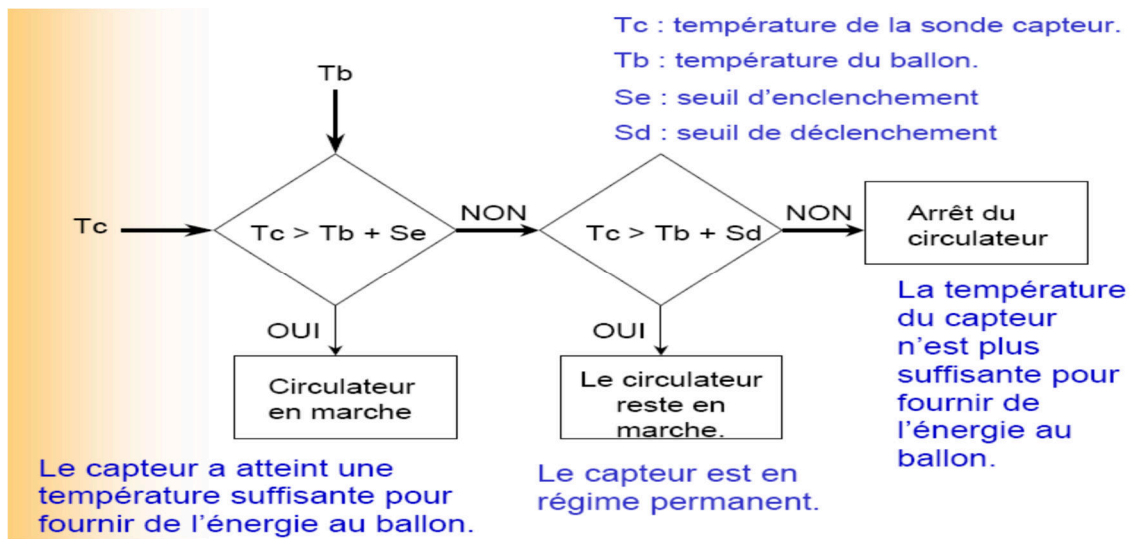 Tc : température de la sonde capteur.
Tb : température du ballon.
Se : seuil d'enclenchement
Sd : seuil de déclenchement
Tb
Tc
Tc > Tb + Se
NON
Tc > Tb + Sd
NON
Arrêt du
circulateur
OUI
OUI
Circulateur
en marche
Le circulateur
reste en
marche.
La température
du capteur
n'est plus
suffisante pour
fournir de
l'énergie au
ballon.
Le capteur a atteint une
température suffisante pour
fournir de l'énergie au ballon.
Le capteur est en
régime permanent.